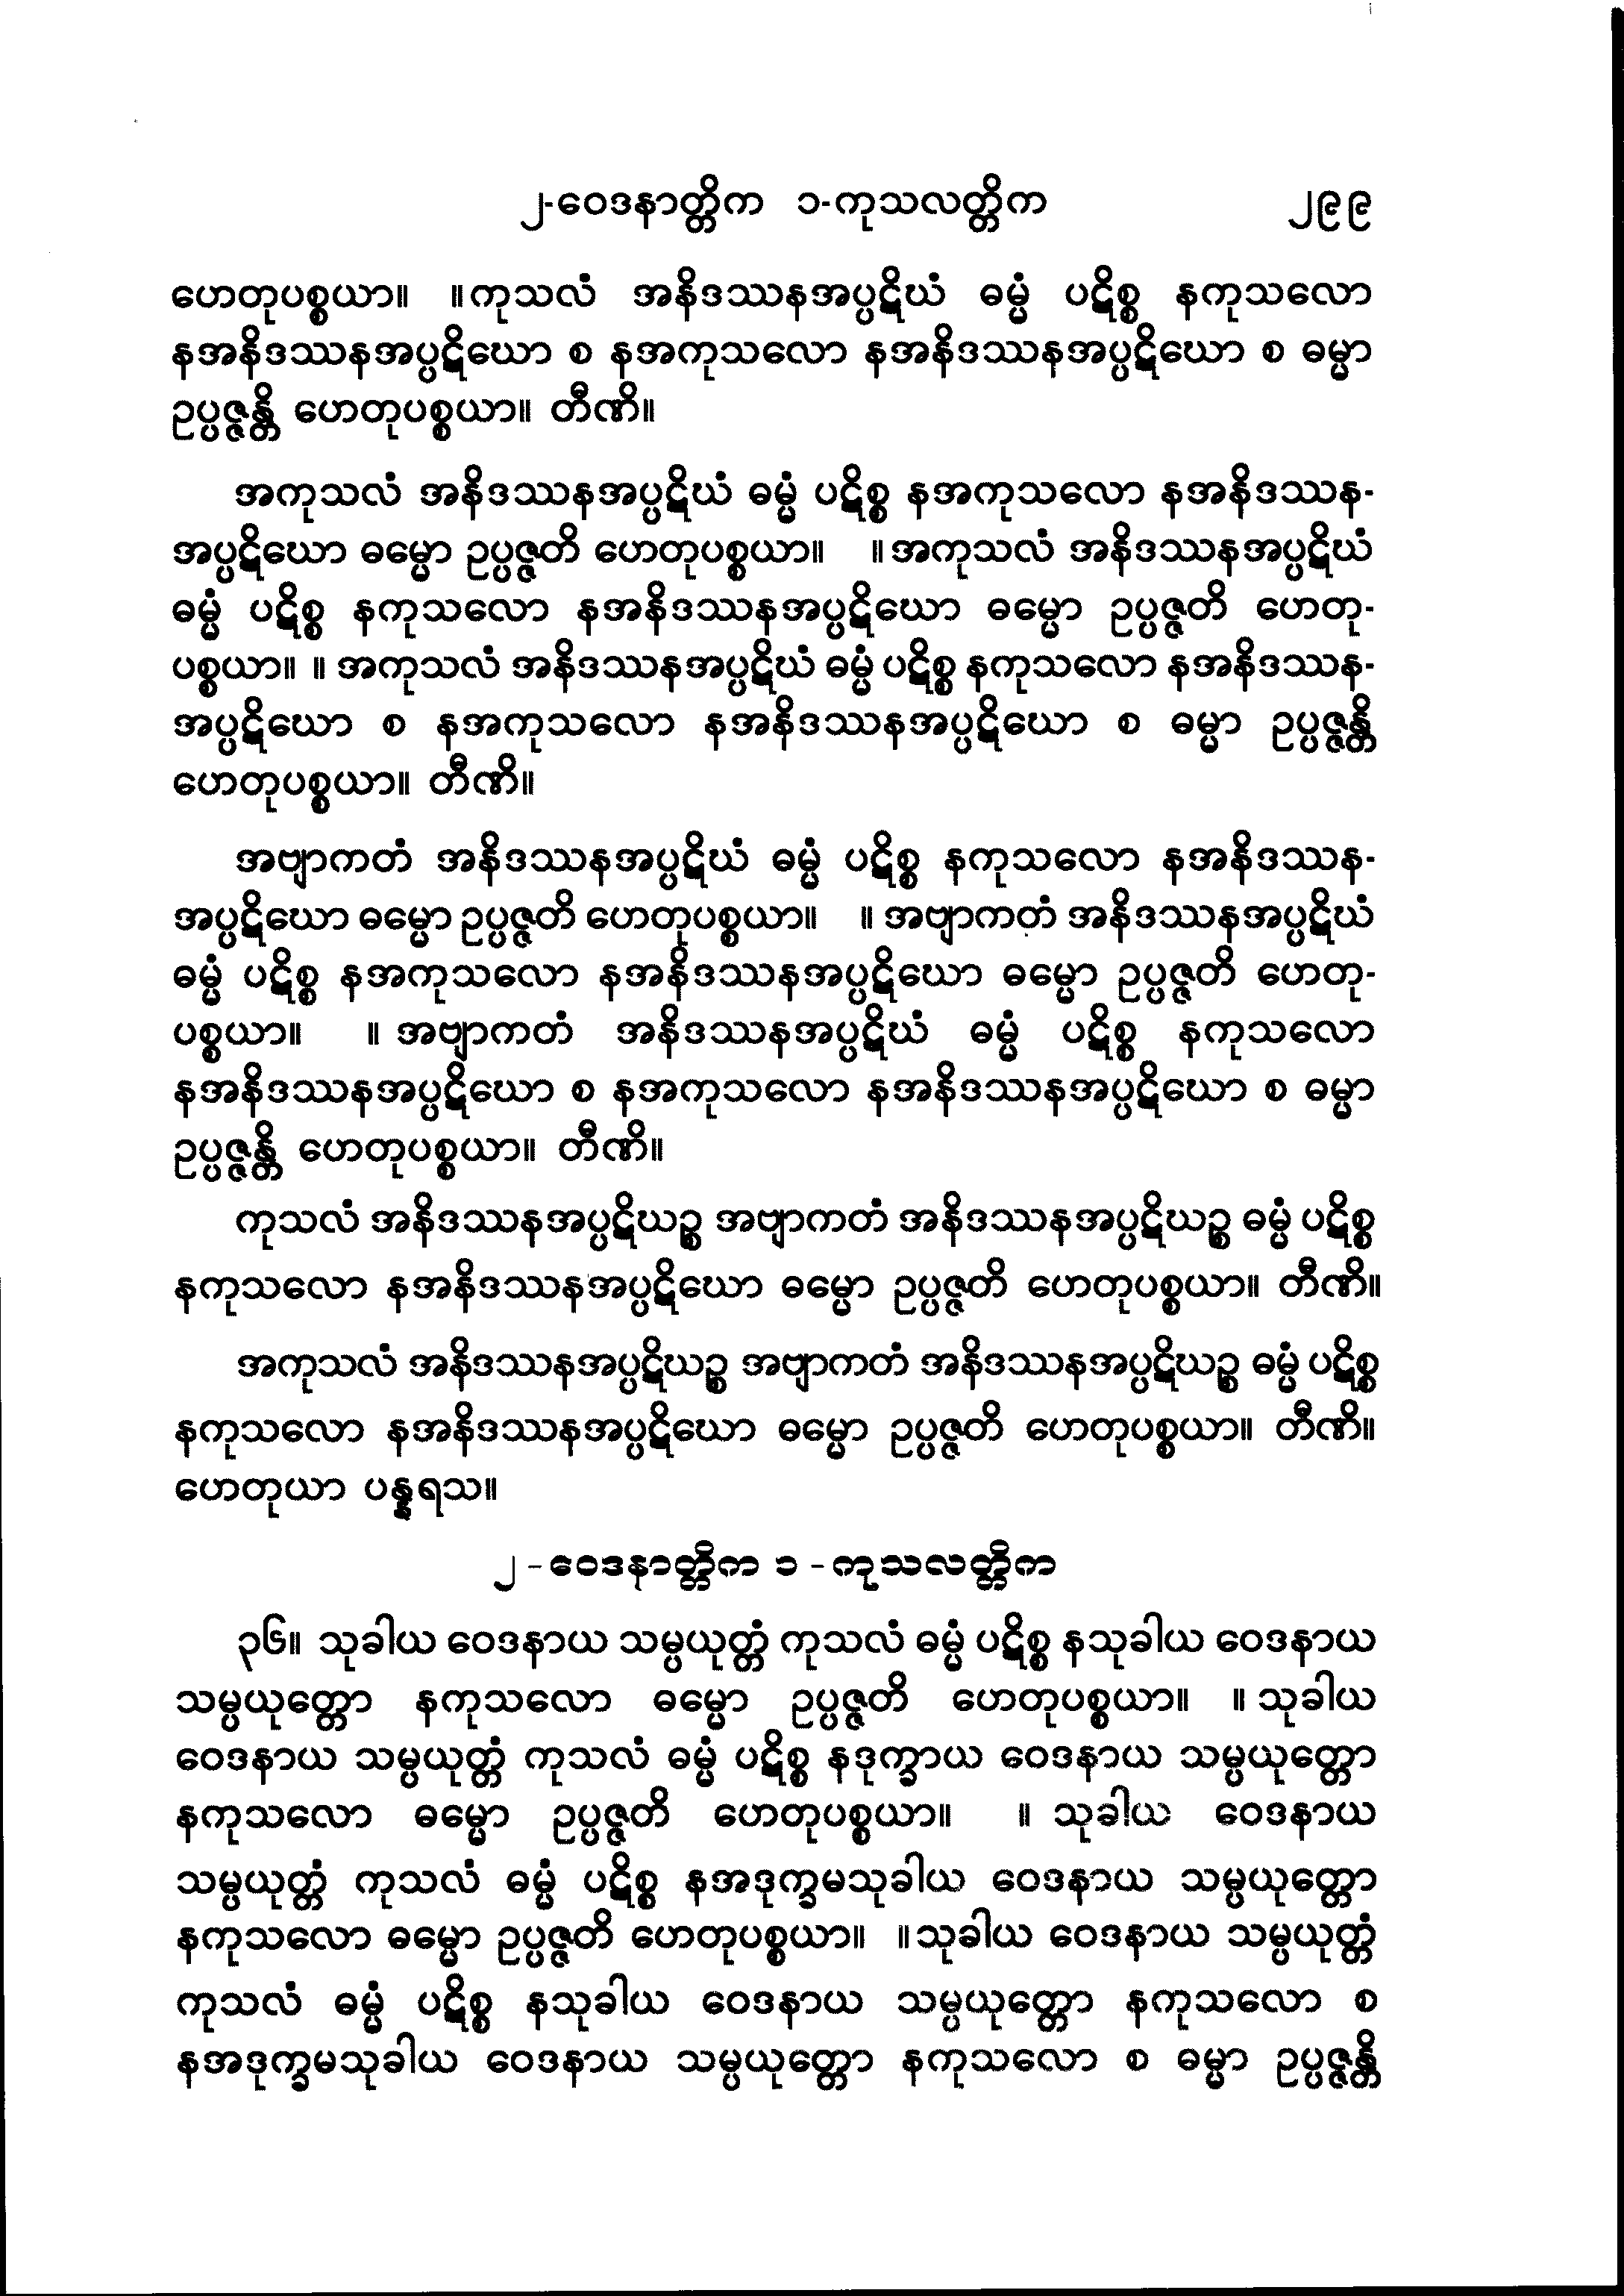 ၂-ဝေဒနာတ္တိက ၁-ကုသလတ္တိက ၂၉၉
ဟေတုပစ္စယာ။ ။ကုသလံ အနိဒဿနအပ္ပဋိဃံ ဓမ္မံ ပဋိစ္စ နကုသလော
နအနိဒဿနအပ္ပဋိဃော စ နအကုသလော နအနိဒဿနအပ္ပဋိဃော စ ဓမ္မာ
ဥပ္ပဇ္ဇန္တိ ဟေတုပစ္စယာ။ တီဏိ။
အကုသလံ အနိဒဿနအပ္ပဋိဃံ ဓမ္မံ ပဋိစ္စ နအကုသလော နအနိဒဿန-
အပ္ပဋိဃော ဓမ္မော ဥပ္ပဇ္ဇတိ ဟေတုပစ္စယာ။ ။အကုသလံ အနိဒဿနအပ္ပဋိဃံ
ဓမ္မံ ပဋိစ္စ နကုသလော နအနိဒဿနအပ္ပဋိဃော ဓမ္မော ဥပ္ပဇ္ဇတိ ဟေတု-
ပစ္စယာ။ ။ အကုသလံ အနိဒဿနအပ္ပဋိဃံ ဓမ္မံ ပဋိစ္စ နကုသလော နအနိဒဿန-
အပ္ပဋိဃော စ နအကုသလော နအနိဒဿနအပ္ပဋိဃော စ ဓမ္မာ ဥပ္ပဇ္ဇန္တိ
ဟေတုပစ္စယာ။ တီဏိ။
အဗျာကတံ အနိဒဿနအပ္ပဋိဃံ ဓမ္မံ ပဋိစ္စ နကုသလော နအနိဒဿန-
အပ္ပဋိဃော ဓမ္မော ဥပ္ပဇ္ဇတိ ဟေတုပစ္စယာ။ ။ အဗျာကတံ အနိဒဿနအပ္ပဋိဃံ
ဓမ္မံ ပဋိစ္စ နအကုသလော နအနိဒဿနအပ္ပဋိဃော ဓမ္မော ဥပ္ပဇ္ဇတိ ဟေတု-
ပစ္စယာ။ ။ အဗျာကတံ အနိဒဿနအပ္ပဋိဃံ ဓမ္မံ ပဋိစ္စ နကုသလော
နအနိဒဿနအပ္ပဋိဃော စ နအကုသလော နအနိဒဿနအပ္ပဋိဃော စ ဓမ္မာ
ဥပ္ပဇ္ဇန္တိ ဟေတုပစ္စယာ။ တီဏိ။
ကုသလံ အနိဒဿနအပ္ပဋိဃဉ္စ အဗျာကတံ အနိဒဿနအပ္ပဋိဃဉ္စ ဓမ္မံ ပဋိစ္စ
နကုသလော နအနိဒဿနအပ္ပဋိဃော ဓမ္မော ဥပ္ပဇ္ဇတိ ဟေတုပစ္စယာ။ တီဏိ။
အကုသလံ အနိဒဿနအပ္ပဋိဃဉ္စ အဗျာကတံ အနိဒဿနအပ္ပဋိဃဉ္စ ဓမ္မံ ပဋိစ္စ
နကုသလော နအနိဒဿနအပ္ပဋိဃော ဓမ္မော ဥပ္ပဇ္ဇတိ ဟေတုပစ္စယာ။ တီဏိ။
ဟေတုယာ ပန္နရသ။
၂ -ဝေဒနာတ္တိက ၁ -ကုသလတ္တိက
၃၆။ သုခါယ ဝေဒနာယ သမ္ပယုတ္တံ ကုသလံ ဓမ္မံ ပဋိစ္စ နသုခါယ ဝေဒနာယ
သမ္ပယုတ္တော နကုသလော ဓမ္မော ဥပ္ပဇ္ဇတိ ဟေတုပစ္စယာ။ ။ သုခါယ
ဝေဒနာယ သမ္ပယုတ္တံ ကုသလံ ဓမ္မံ ပဋိစ္စ နဒုက္ခာယ ဝေဒနာယ သမ္ပယုတ္တော
နကုသလော ဓမ္မော ဥပ္ပဇ္ဇတိ ဟေတုပစ္စယာ။ ။ သုခါယ ဝေဒနာယ
သမ္ပယုတ္တံ ကုသလံ ဓမ္မံ ပဋိစ္စ နအဒုက္ခမသုခါယ ဝေဒနာယ သမ္ပယုတ္တော
နကုသလော ဓမ္မော ဥပ္ပဇ္ဇတိ ဟေတုပစ္စယာ။ ။သုခါယ ဝေဒနာယ သမ္ပယုတ္တံ
ကုသလံ ဓမ္မံ ပဋိစ္စ နသုခါယ ဝေဒနာယ သမ္ပယုတ္တော နကုသလော စ
နအဒုက္ခမသုခါယ ဝေဒနာယ သမ္ပယုတ္တော နကုသလော စ ဓမ္မာ ဥပ္ပဇ္ဇန္တိ